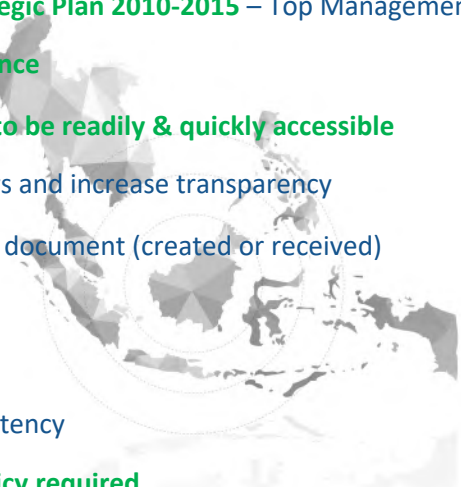 egic Plan 2010-2015 – Top Managemen
nce
to be readily & quickly accessible
s and increase transparency
document (created or received)
tency
icy required